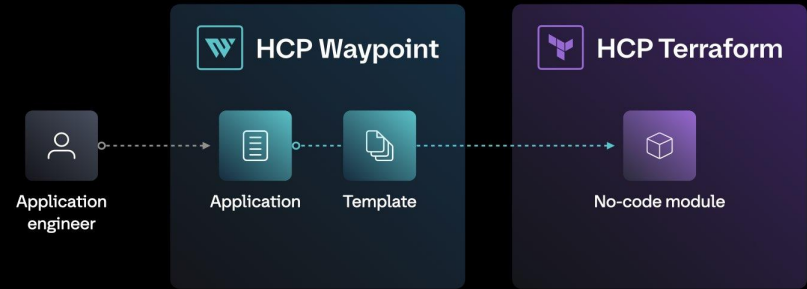 HCP Waypoint
HCP Terraform
Application
engineer
Application
Template
No-code module